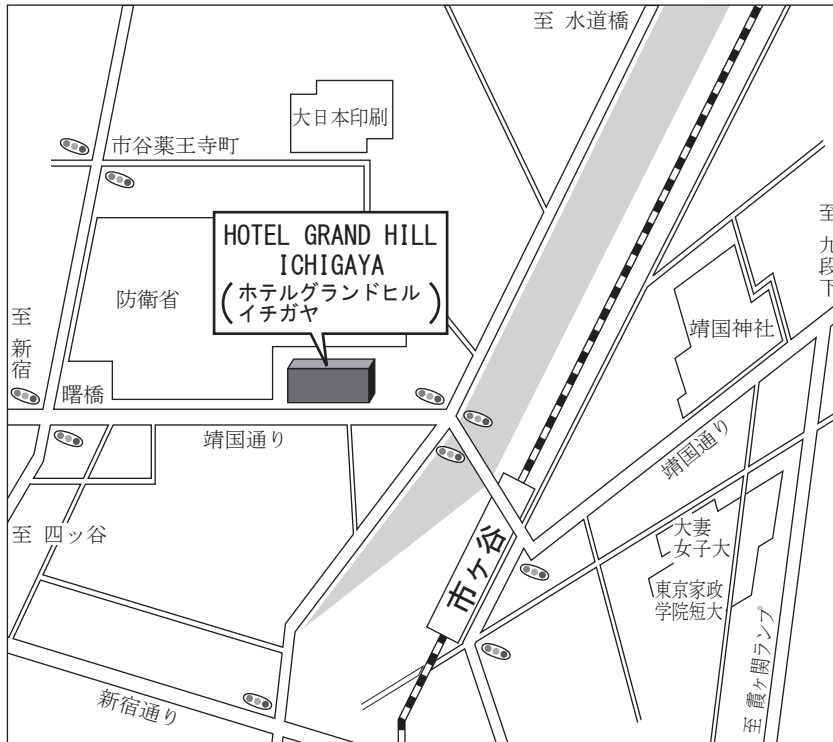 至 水道橋
大日本印刷
市谷薬王寺町
至 九段下
HOTEL GRAND HILL
ICHIGAYA
(ホテルグランドヒル
イチガヤ)
防衛省
靖国神社
至 新宿
曙橋
靖国通り
靖国通り
至 四ッ谷
市ヶ谷
大妻
女子大
東京家政
学院短大
新宿通り
至 霞ヶ関ランプ